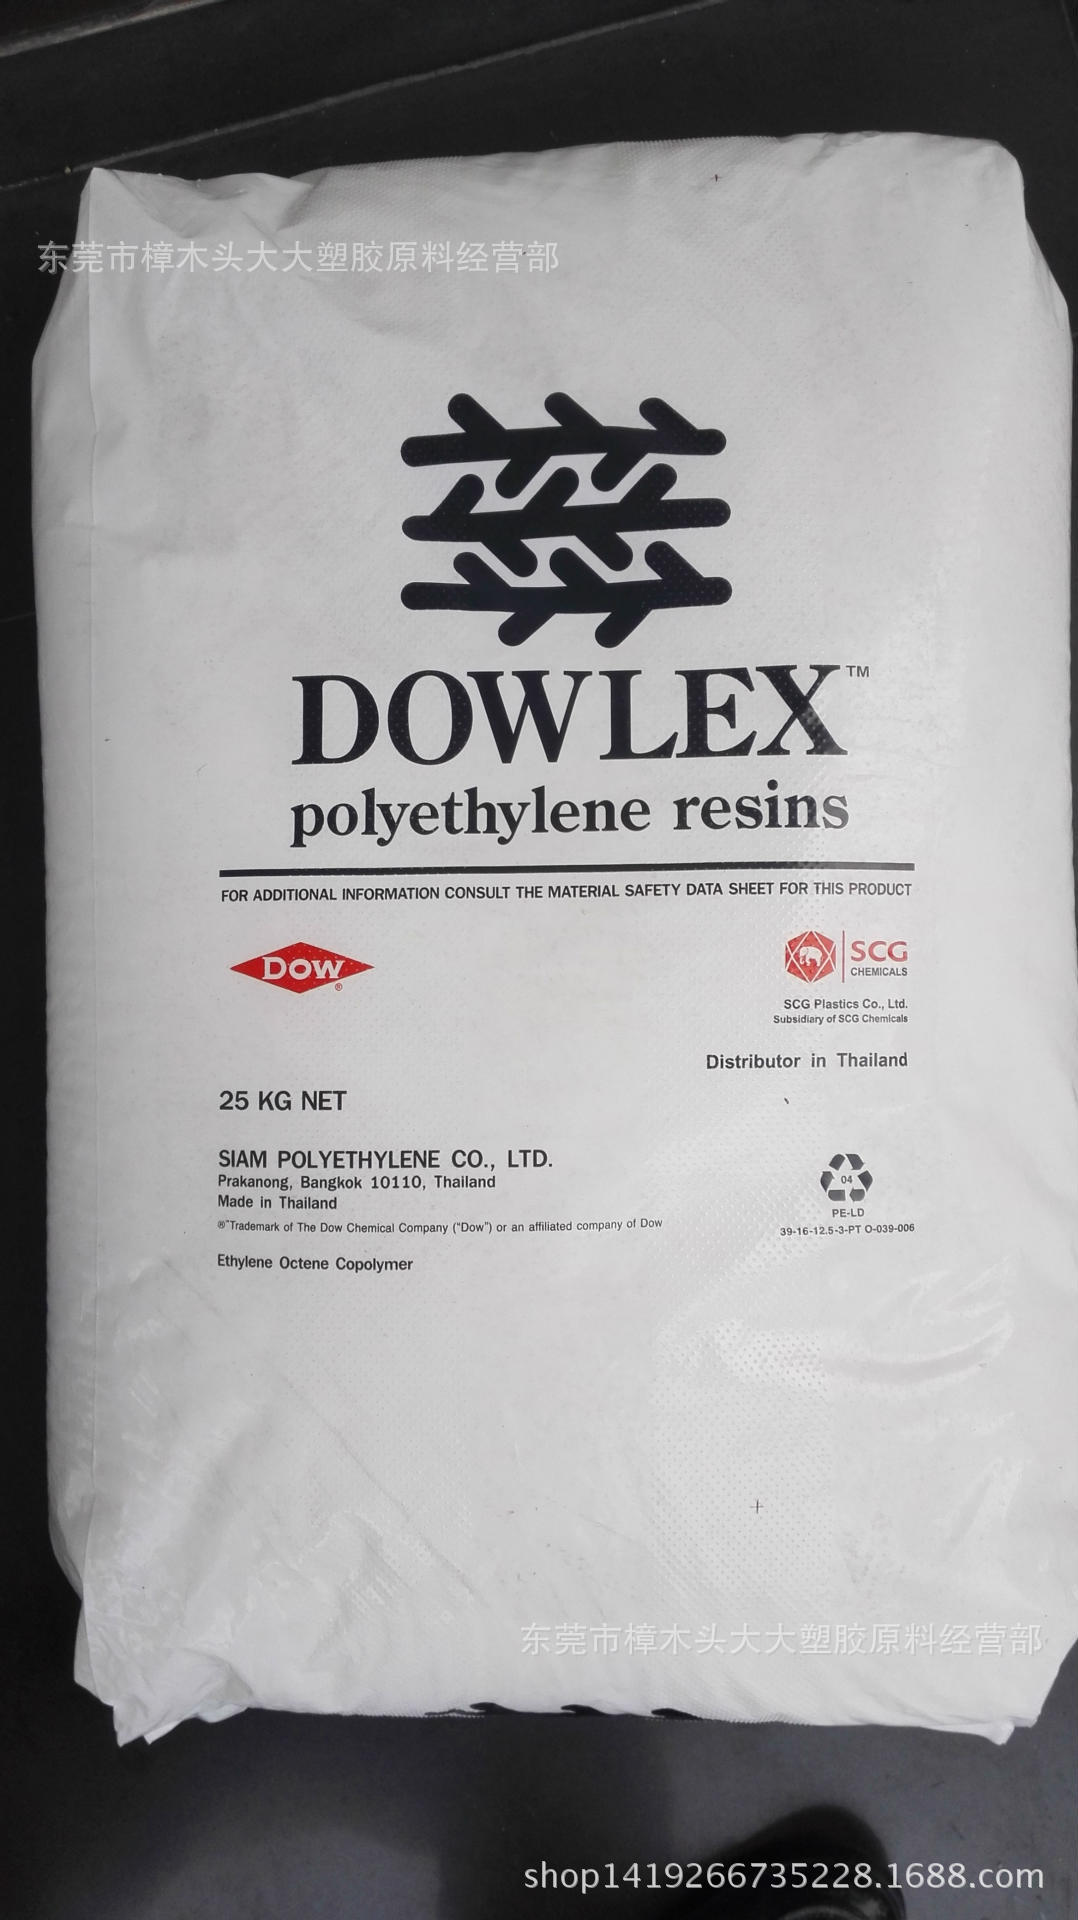 东莞市樟木头大大塑胶原料经营部
DOWLEX™
polyethylene resins
FOR ADDITIONAL INFORMATION CONSULT THE MATERIAL SAFETY DATA SHEET FOR THIS PRODUCT
DOW®
SCG
CHEMICALS
SCG Plastics Co., Ltd.
Subsidiary of SCG Chemicals
Distributor in Thailand
25 KG NET
SIAM POLYETHYLENE CO., LTD.
Prakanong, Bangkok 10110, Thailand
Made in Thailand
®™Trademark of The Dow Chemical Company ("Dow") or an affiliated company of Dow
04
PE-LD
39-16-12.5-3-PT O-039-006
Ethylene Octene Copolymer
东莞市樟木头大大塑胶原料经营部
shop1419266735228.1688.com